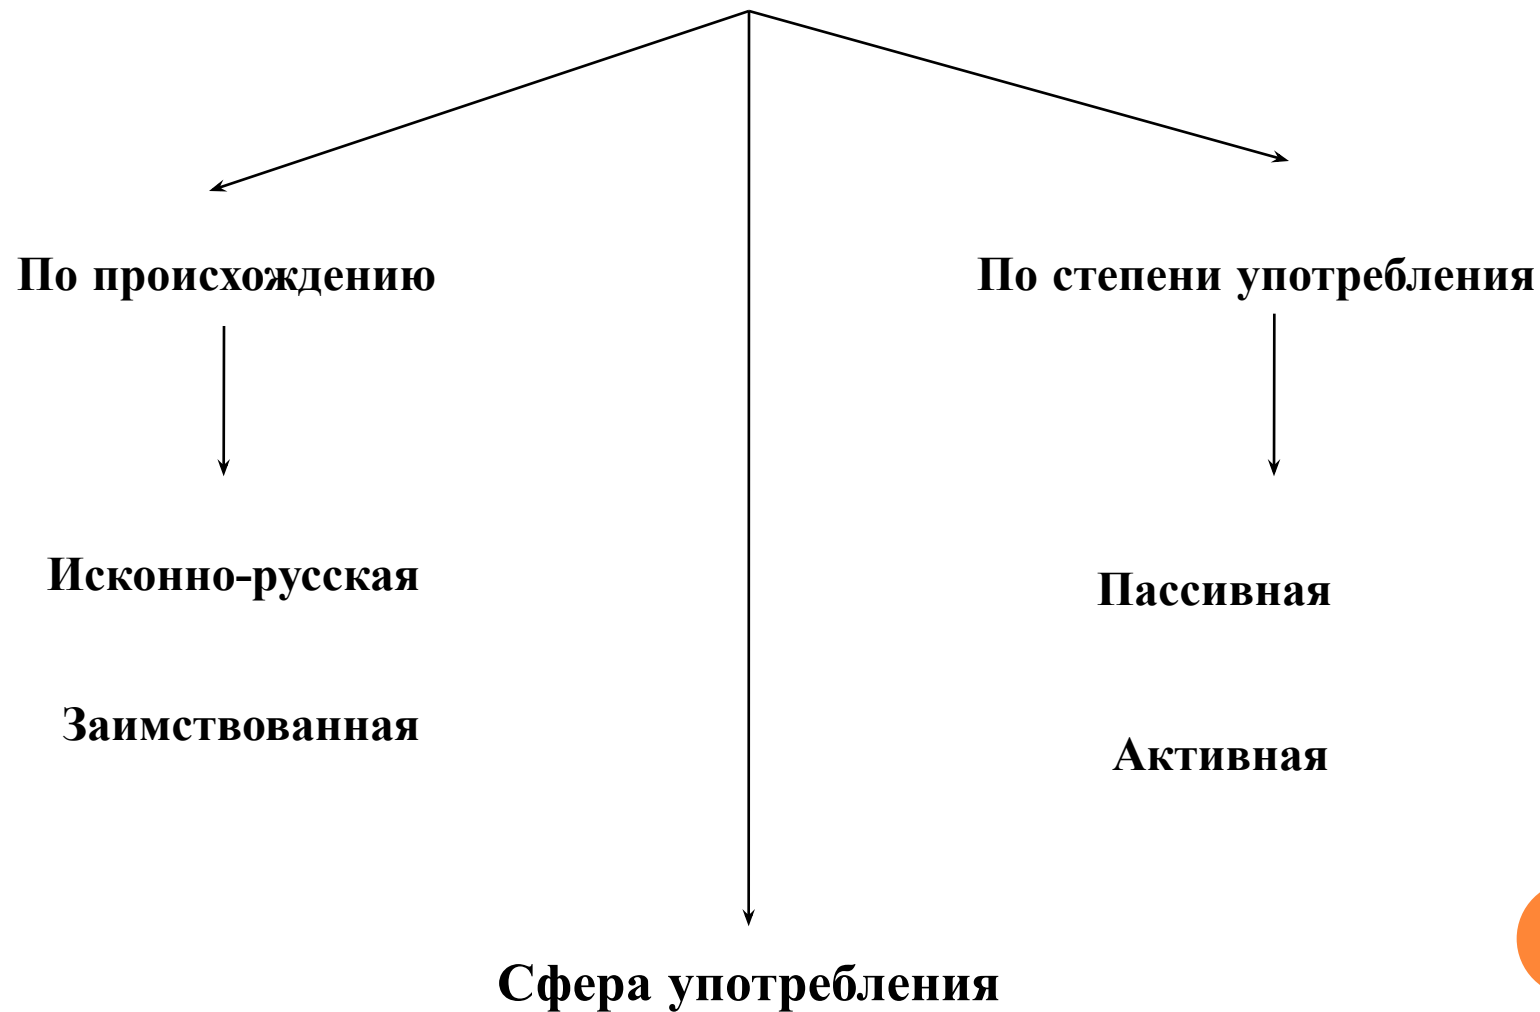 По происхождению
По степени употребления
Исконно-русская
Пассивная
Заимствованная
Активная
Сфера употребления